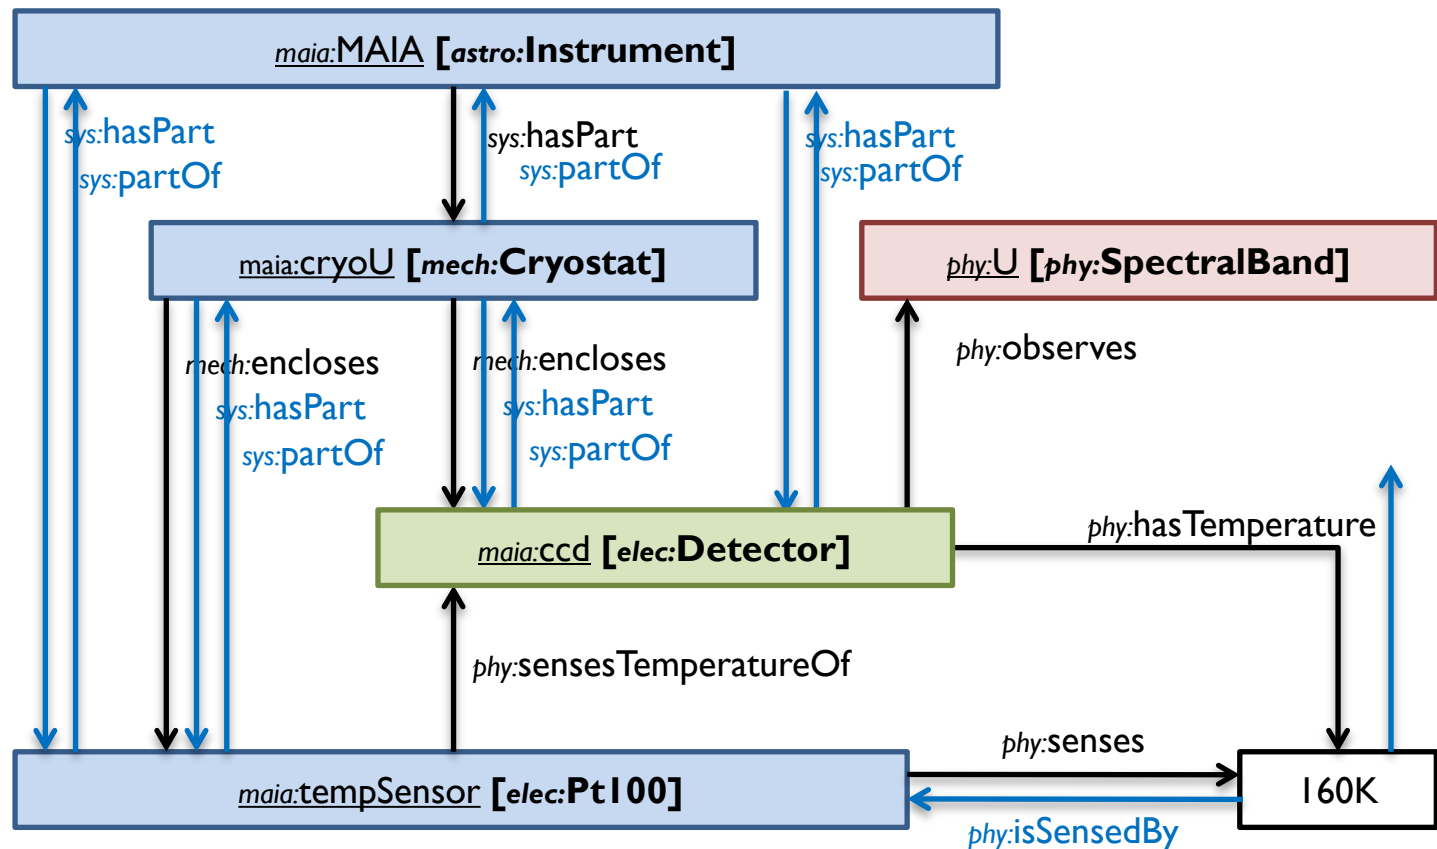 maia:MAIA [astro:Instrument]
sys:hasPart
sys:partOf
sys:hasPart
sys:partOf
sys:hasPart
sys:partOf
maia:cryoU [mech:Cryostat]
phy:U [phy:SpectralBand]
mech:encloses
sys:hasPart
sys:partOf
mech:encloses
sys:hasPart
sys:partOf
phy:observes
maia:ccd [elec:Detector]
phy:hasTemperature
phy:sensesTemperatureOf
maia:tempSensor [elec:Pt100]
phy:senses
phy:isSensedBy
160K